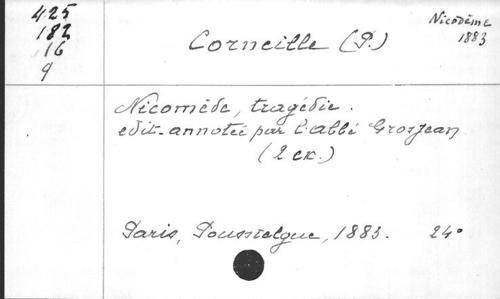 425
182
16
9
Corneille (P.)
Nicodème
1883
Nicomède, tragédie.
édit. annotée par l'abbé Grosjean
(2 ex.)
Paris, Poussielgue, 1883. 24°